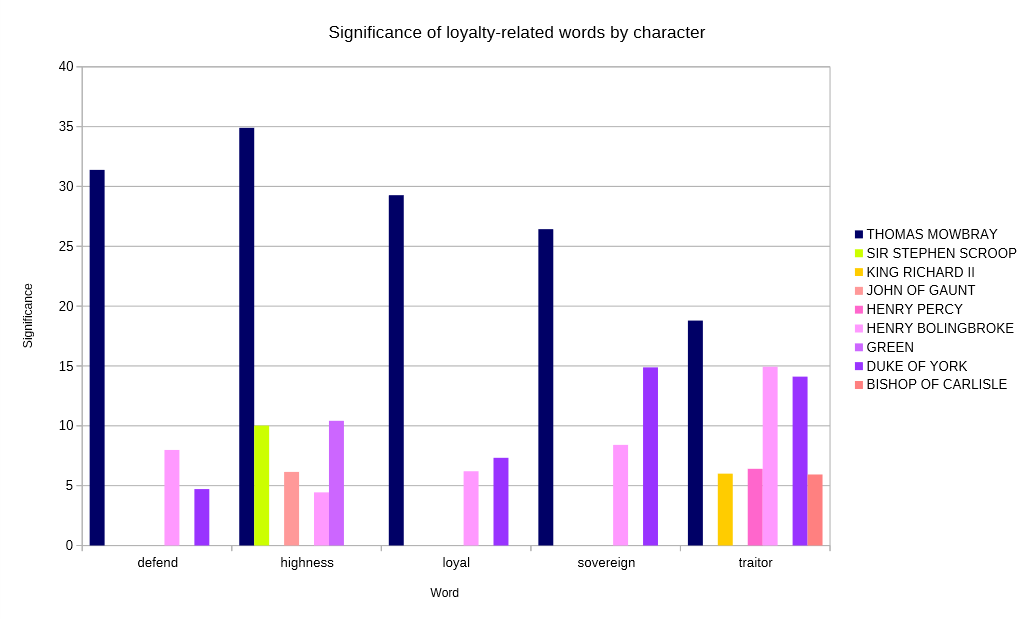 Significance of loyalty-related words by character
40
35
30
25
20
15
10
5
0
Significance
defend
highness
loyal
sovereign
traitor
Word
THOMAS MOWBRAY
SIR STEPHEN SCROOP
KING RICHARD II
JOHN OF GAUNT
HENRY PERCY
HENRY BOLINGBROKE
GREEN
DUKE OF YORK
BISHOP OF CARLISLE